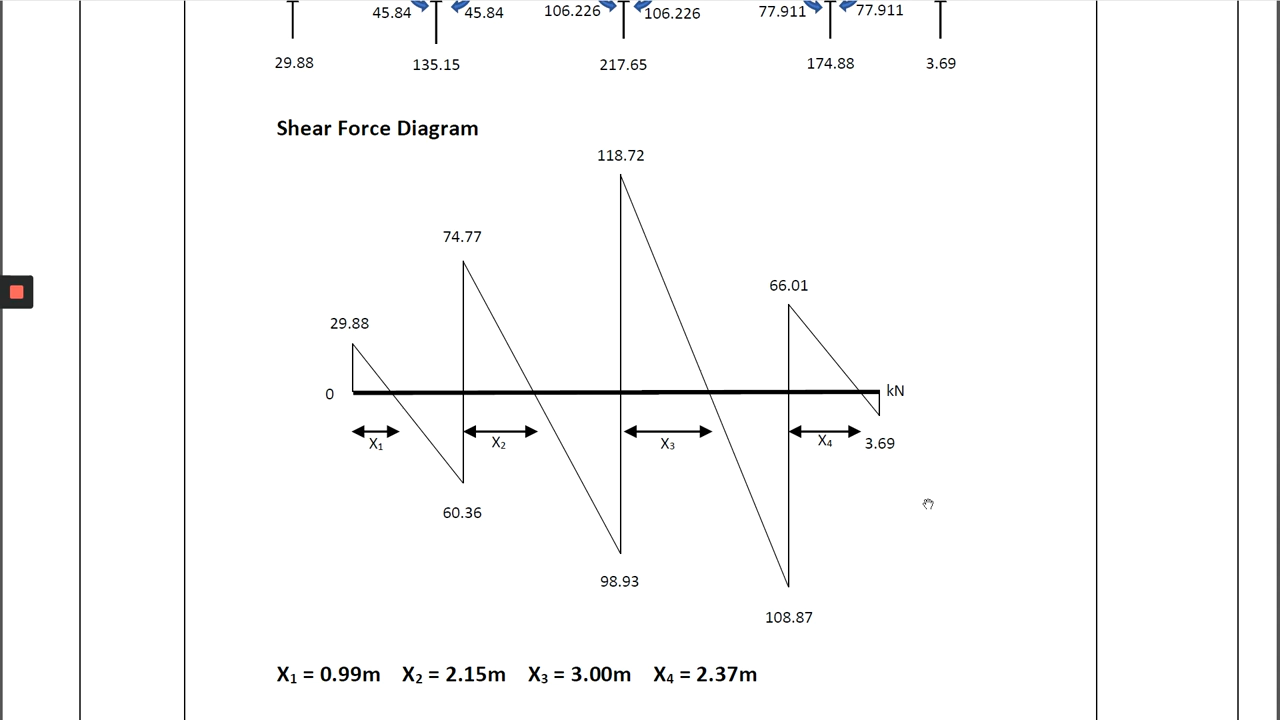 45.84 45.84 106.226 106.226 77.911 77.911
29.88 135.15 217.65 174.88 3.69
Shear Force Diagram
118.72
74.77
66.01
29.88
0 kN
X₁ X₂ X₃ X₄ 3.69
60.36
98.93
108.87
X₁ = 0.99m X₂ = 2.15m X₃ = 3.00m X₄ = 2.37m